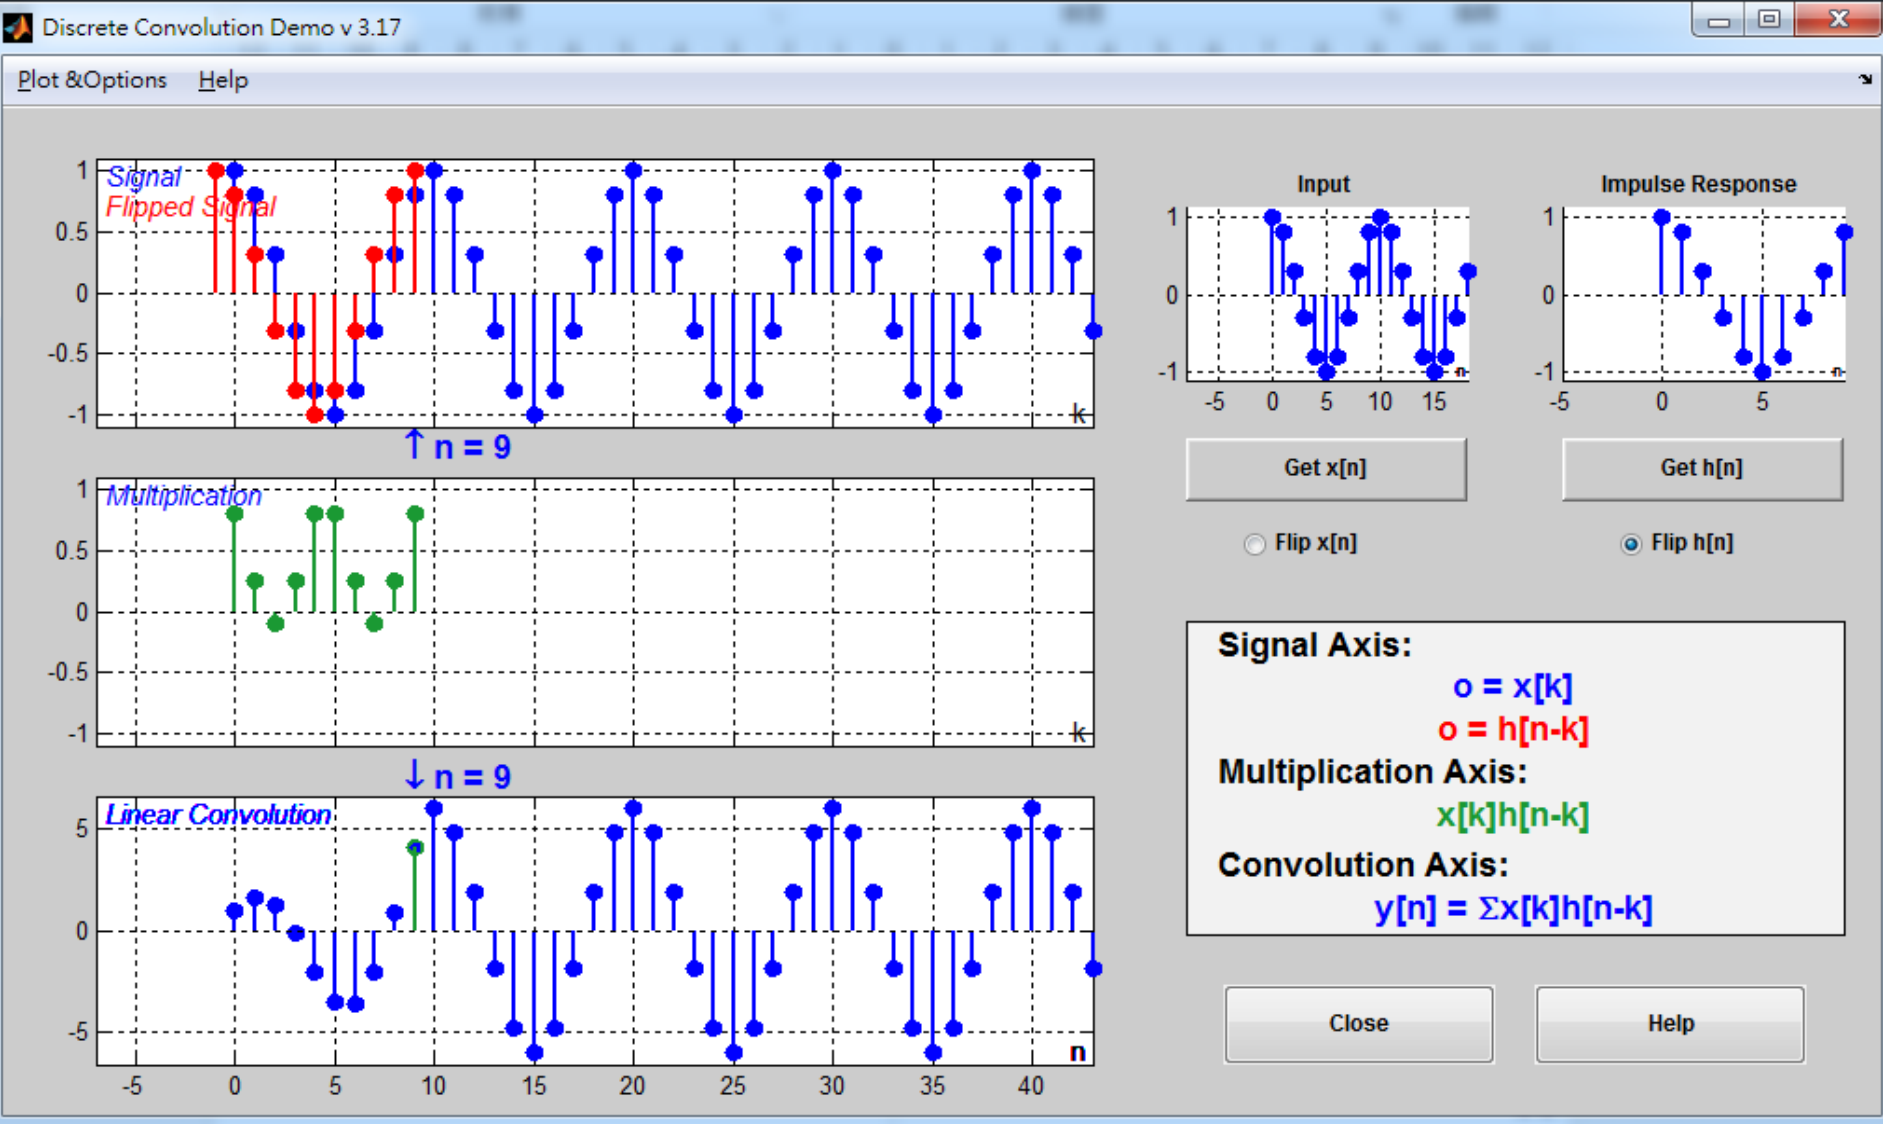 Discrete Convolution Demo v 3.17
Plot &Options Help
Signal
Flipped Signal
1
0.5
0
-0.5
-1
k
↑ n = 9
Multiplication
1
0.5
0
-0.5
-1
k
↓ n = 9
Linear Convolution
5
0
-5
n
-5 0 5 10 15 20 25 30 35 40
Input
1
0
-1
n
-5 0 5 10 15
Impulse Response
1
0
-1
n
-5 0 5
Get x[n] Get h[n]
Flip x[n] Flip h[n]
Signal Axis:
o = x[k]
o = h[n-k]
Multiplication Axis:
x[k]h[n-k]
Convolution Axis:
y[n] = Σx[k]h[n-k]
Close Help